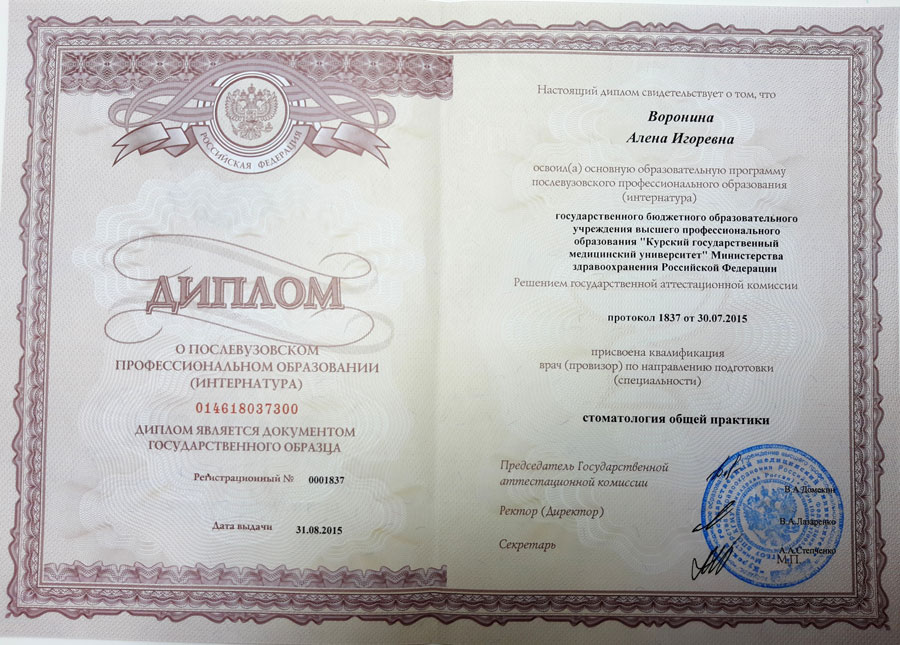 РОССИЙСКАЯ ФЕДЕРАЦИЯ
ДИПЛОМ
О ПОСЛЕВУЗОВСКОМ
ПРОФЕССИОНАЛЬНОМ ОБРАЗОВАНИИ
(ИНТЕРНАТУРА)
014618037300
ДИПЛОМ ЯВЛЯЕТСЯ ДОКУМЕНТОМ
ГОСУДАРСТВЕННОГО ОБРАЗЦА
Регистрационный № 0001837
Дата выдачи 31.08.2015
Настоящий диплом свидетельствует о том, что
Воронина
Алена Игоревна
освоил(а) основную образовательную программу
послевузовского профессионального образования
(интернатура)
государственного бюджетного образовательного
учреждения высшего профессионального
образования "Курский государственный
медицинский университет" Министерства
здравоохранения Российской Федерации
Решением государственной аттестационной комиссии
протокол 1837 от 30.07.2015
присвоена квалификация
врач (провизор) по направлению подготовки
(специальности)
стоматология общей практики
Председатель Государственной
аттестационной комиссии
В.А.Домашин
Ректор (Директор) В.А.Лазаренко
Секретарь А.А.Степченко
М.П.